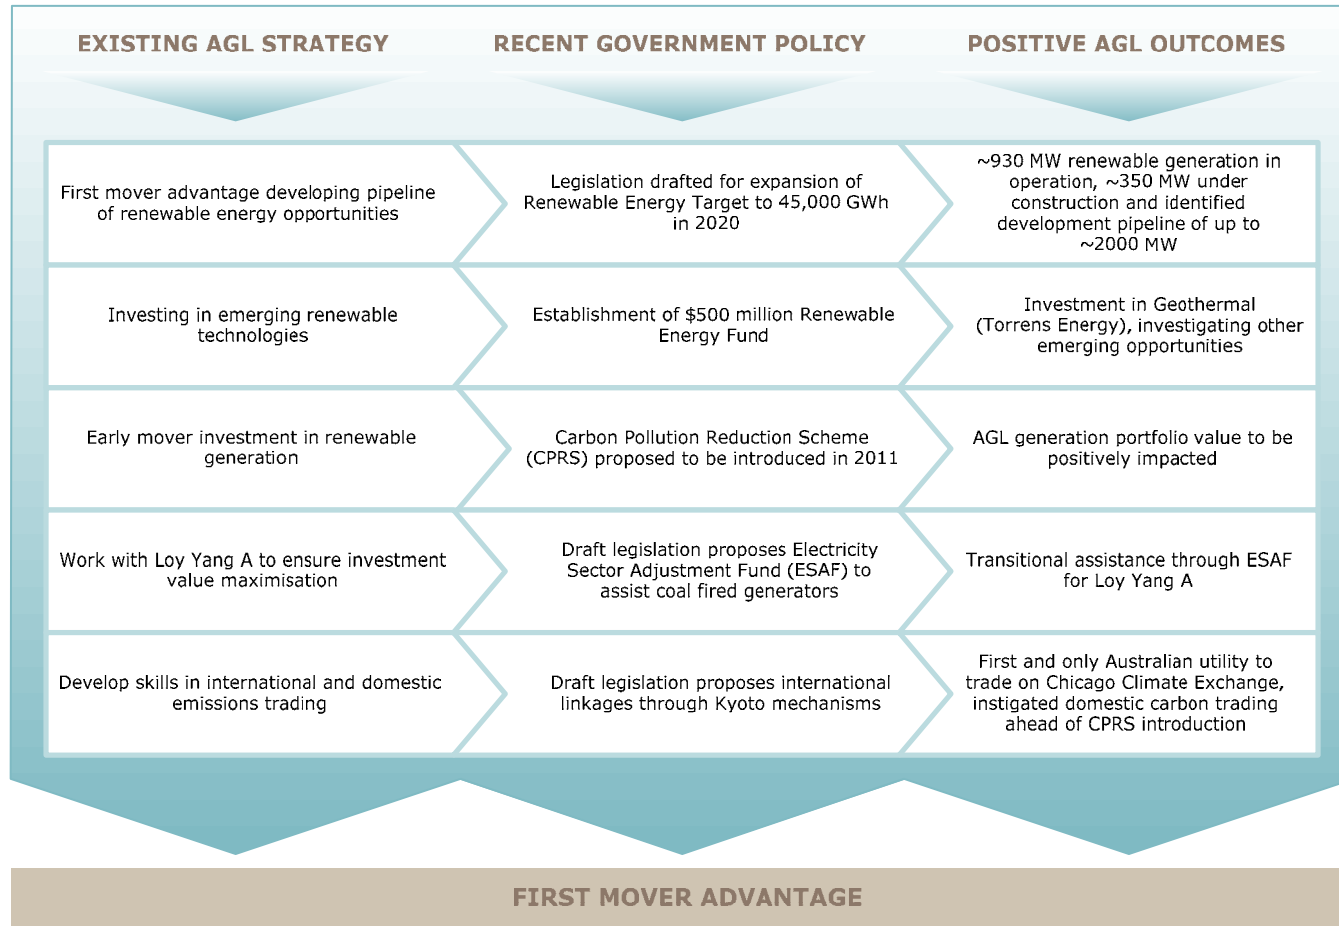 EXISTING AGL STRATEGY
RECENT GOVERNMENT POLICY
POSITIVE AGL OUTCOMES
First mover advantage developing pipeline
of renewable energy opportunities
Legislation drafted for expansion of
Renewable Energy Target to 45,000 GWh
in 2020
~930 MW renewable generation in
operation, ~350 MW under
construction and identified
development pipeline of up to
~2000 MW
Investing in emerging renewable
technologies
Establishment of $500 million Renewable
Energy Fund
Investment in Geothermal
(Torrens Energy), investigating other
emerging opportunities
Early mover investment in renewable
generation
Carbon Pollution Reduction Scheme
(CPRS) proposed to be introduced in 2011
AGL generation portfolio value to be
positively impacted
Work with Loy Yang A to ensure investment
value maximisation
Draft legislation proposes Electricity
Sector Adjustment Fund (ESAF) to
assist coal fired generators
Transitional assistance through ESAF
for Loy Yang A
Develop skills in international and domestic
emissions trading
Draft legislation proposes international
linkages through Kyoto mechanisms
First and only Australian utility to
trade on Chicago Climate Exchange,
instigated domestic carbon trading
ahead of CPRS introduction
FIRST MOVER ADVANTAGE